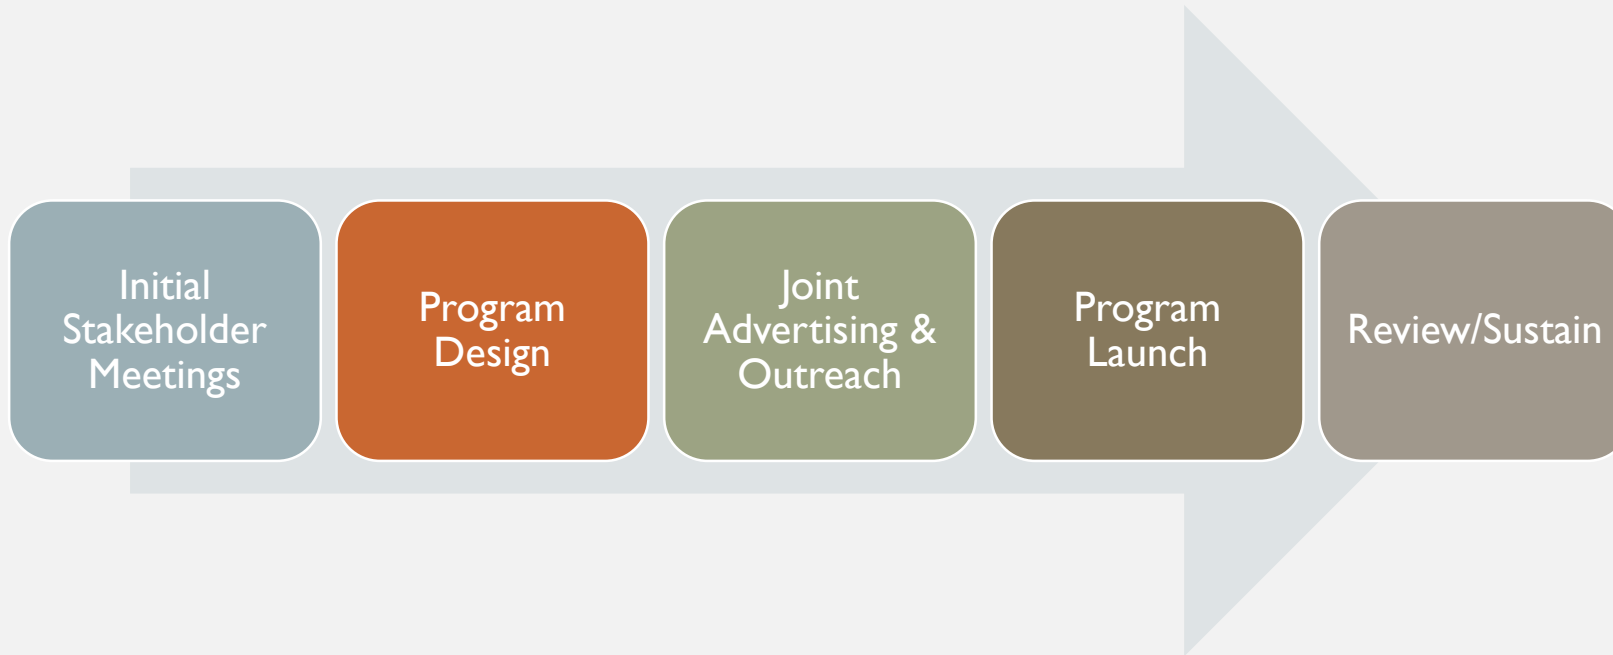 Initial
Stakeholder
Meetings
Program
Design
Joint
Advertising &
Outreach
Program
Launch
Review/Sustain